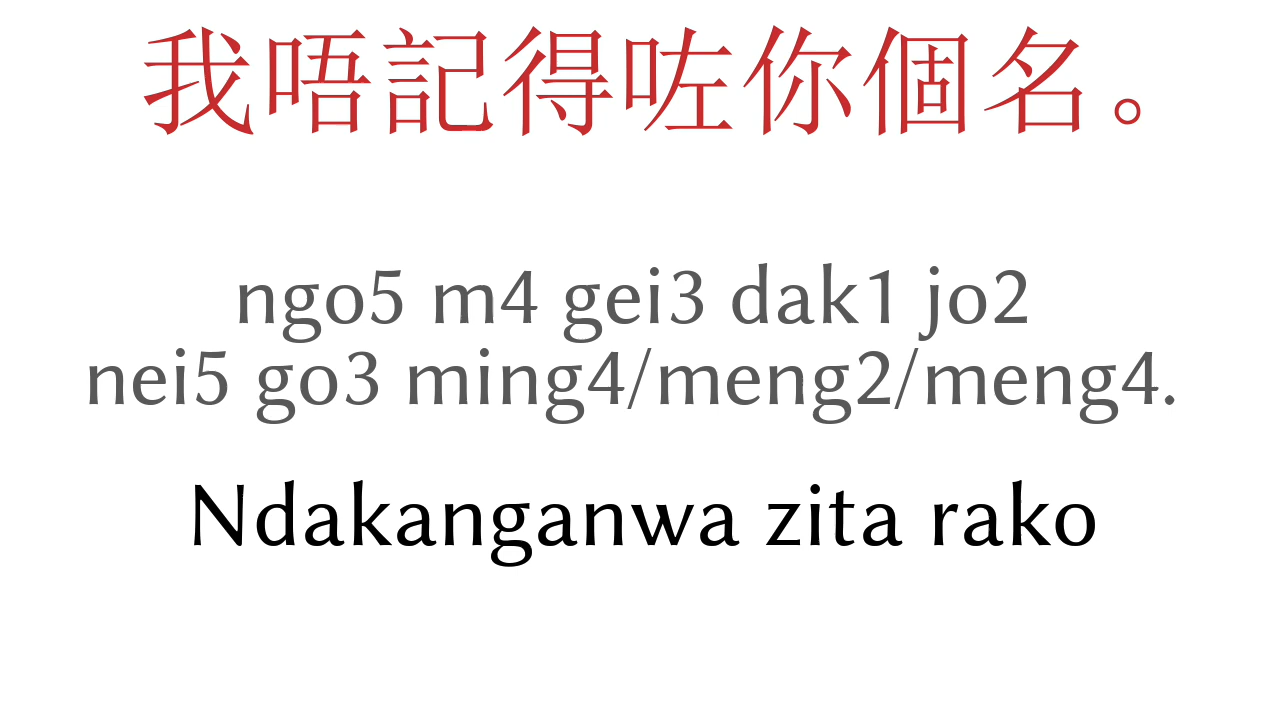 我唔記得咗你個名。
ngo5 m4 gei3 dak1 jo2
nei5 go3 ming4/meng2/meng4.
Ndakanganwa zita rako